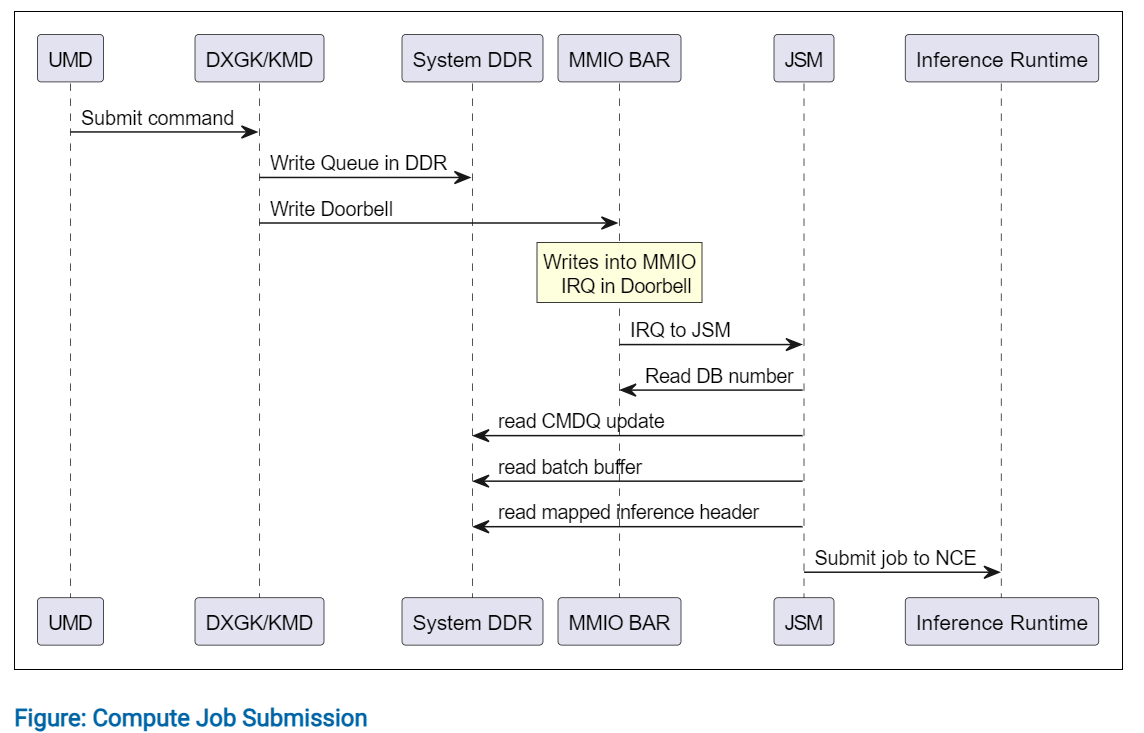 UMD DXGK/KMD System DDR MMIO BAR JSM Inference Runtime
Submit command
Write Queue in DDR
Write Doorbell
Writes into MMIO
IRQ in Doorbell
IRQ to JSM
Read DB number
read CMDQ update
read batch buffer
read mapped inference header
Submit job to NCE
UMD DXGK/KMD System DDR MMIO BAR JSM Inference Runtime
Figure: Compute Job Submission